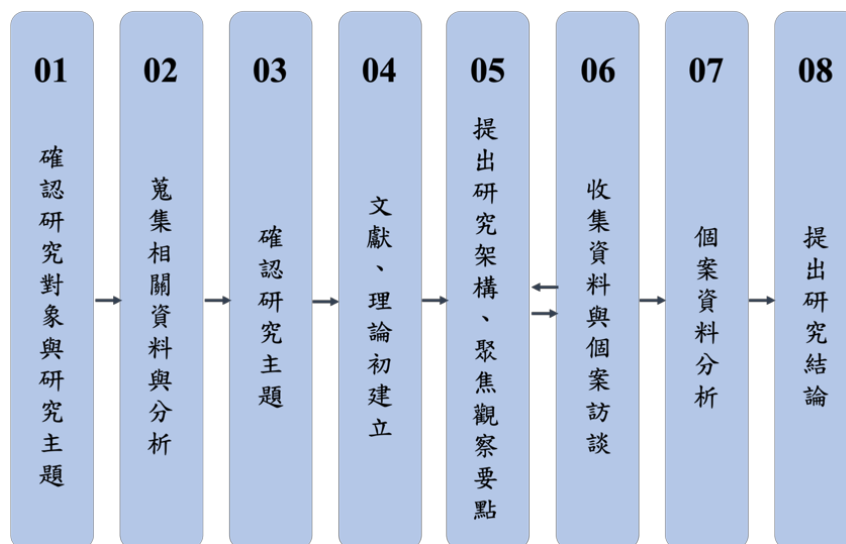 01
確認研究對象與研究主題
02
蒐集相關資料與分析
03
確認研究主題
04
文獻、理論初建立
05
提出研究架構、聚焦觀察要點
06
收集資料與個案訪談
07
個案資料分析
08
提出研究結論